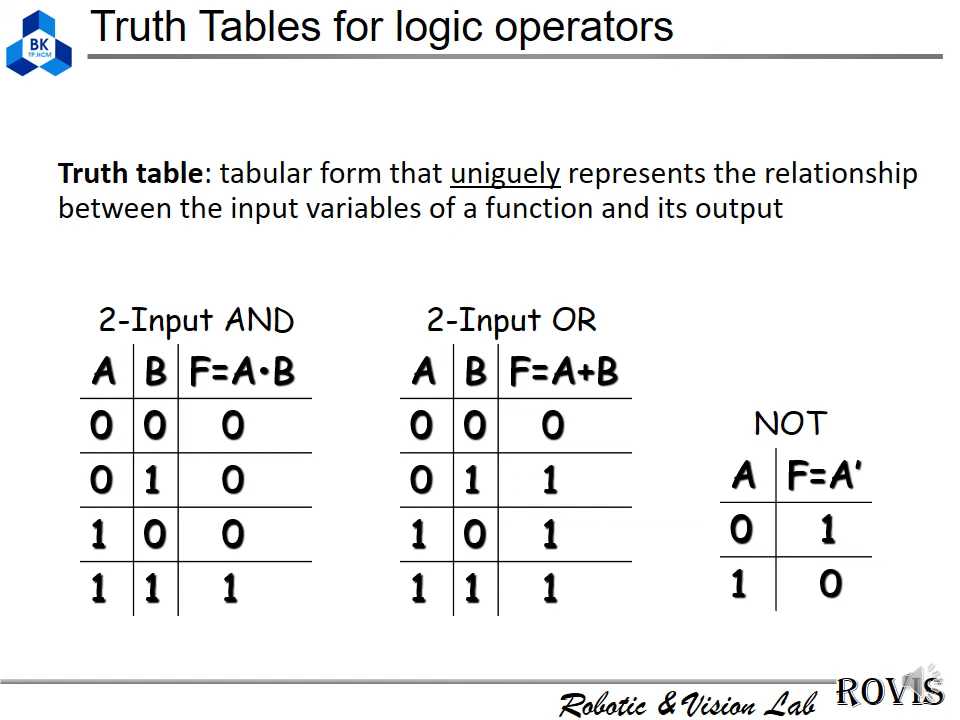 BK
TP.HCM
Truth Tables for logic operators
Truth table: tabular form that uniguely represents the relationship
between the input variables of a function and its output
2-Input AND
A B F=A•B
0 0 0
0 1 0
1 0 0
1 1 1
2-Input OR
A B F=A+B
0 0 0
0 1 1
1 0 1
1 1 1
NOT
A F=A'
0 1
1 0
Robotic & Vision Lab
ROVIS